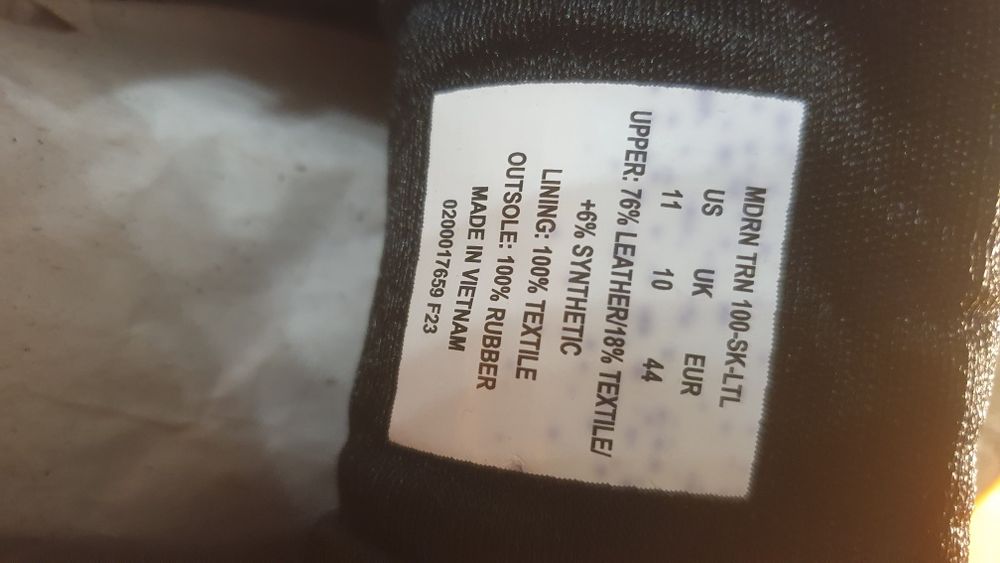 MDRN TRN 100-SK-LTL
US UK EUR
11 10 44
UPPER: 76% LEATHER/18% TEXTILE/
+6% SYNTHETIC
LINING: 100% TEXTILE
OUTSOLE: 100% RUBBER
MADE IN VIETNAM
0200017659 F23